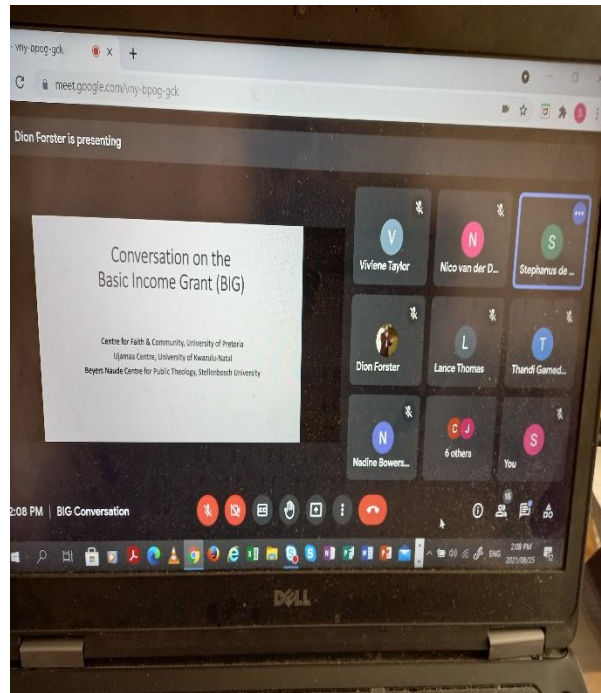 - vny-bpog-gck
meet.google.com/vny-bpog-gck
Dion Forster is presenting
Conversation on the
Basic Income Grant (BIG)
Centre for Faith & Community, University of Pretoria
Ujamaa Centre, University of Kwazulu-Natal
Beyers Naude Centre for Public Theology, Stellenbosch University
V
Viviene Taylor
N
Nico van der D...
S
Stephanus de ...
Dion Forster
L
Lance Thomas
T
Thandi Gamed...
N
Nadine Bowers...
C J
6 others
S
You
2:08 PM | BIG Conversation
15
ENG
2:08 PM
2021/08/25
DELL